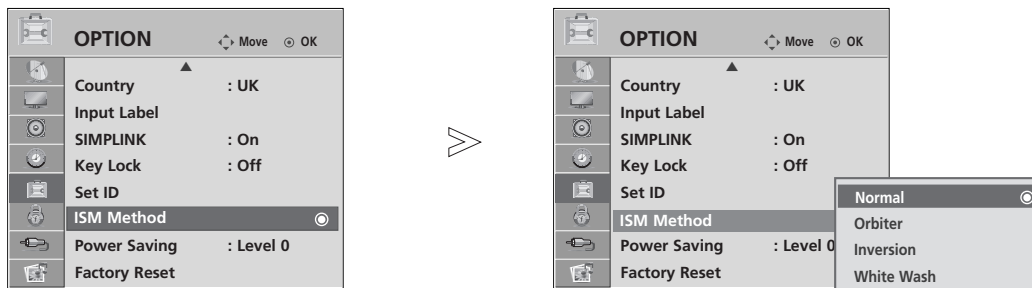 OPTION Move OK
Country : UK
Input Label
SIMPLINK : On
Key Lock : Off
Set ID
ISM Method
Power Saving : Level 0
Factory Reset
OPTION Move OK
Country : UK
Input Label
SIMPLINK : On
Key Lock : Off
Set ID
ISM Method
Power Saving : Level 0
Factory Reset
Normal
Orbiter
Inversion
White Wash